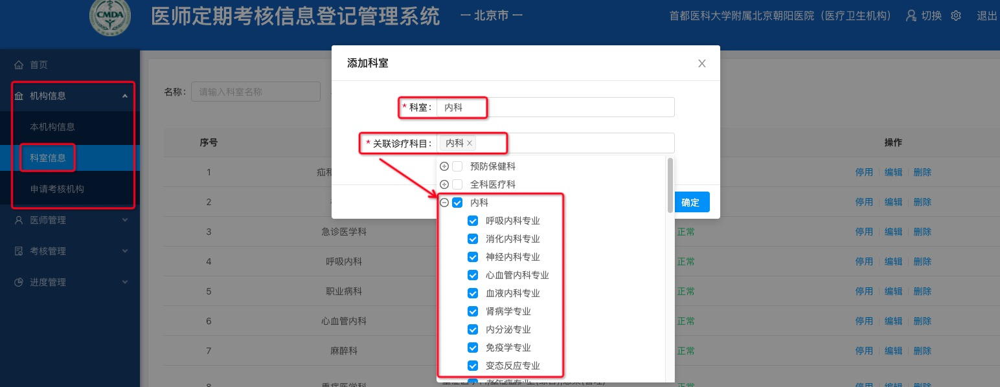 CMDA
医师定期考核信息登记管理系统
一 北京市 一
首都医科大学附属北京朝阳医院（医疗卫生机构）
切换
退出
首页
机构信息
本机构信息
科室信息
申请考核机构
医师管理
考核管理
进度管理
名称：
请输入科室名称
添加科室
* 科室：
内科
* 关联诊疗科目：
内科 ×
预防保健科
全科医疗科
内科
呼吸内科专业
消化内科专业
神经内科专业
心血管内科专业
血液内科专业
肾病学专业
内分泌专业
免疫学专业
变态反应专业
确定
序号
操作
1
停用 编辑 删除
2
停用 编辑 删除
3 急诊医学科 正常 停用 编辑 删除
4 呼吸内科 正常 停用 编辑 删除
5 职业病科 正常 停用 编辑 删除
6 心血管内科 正常 停用 编辑 删除
7 麻醉科 正常 停用 编辑 删除
8 重症医学科 正常 停用 编辑 删除